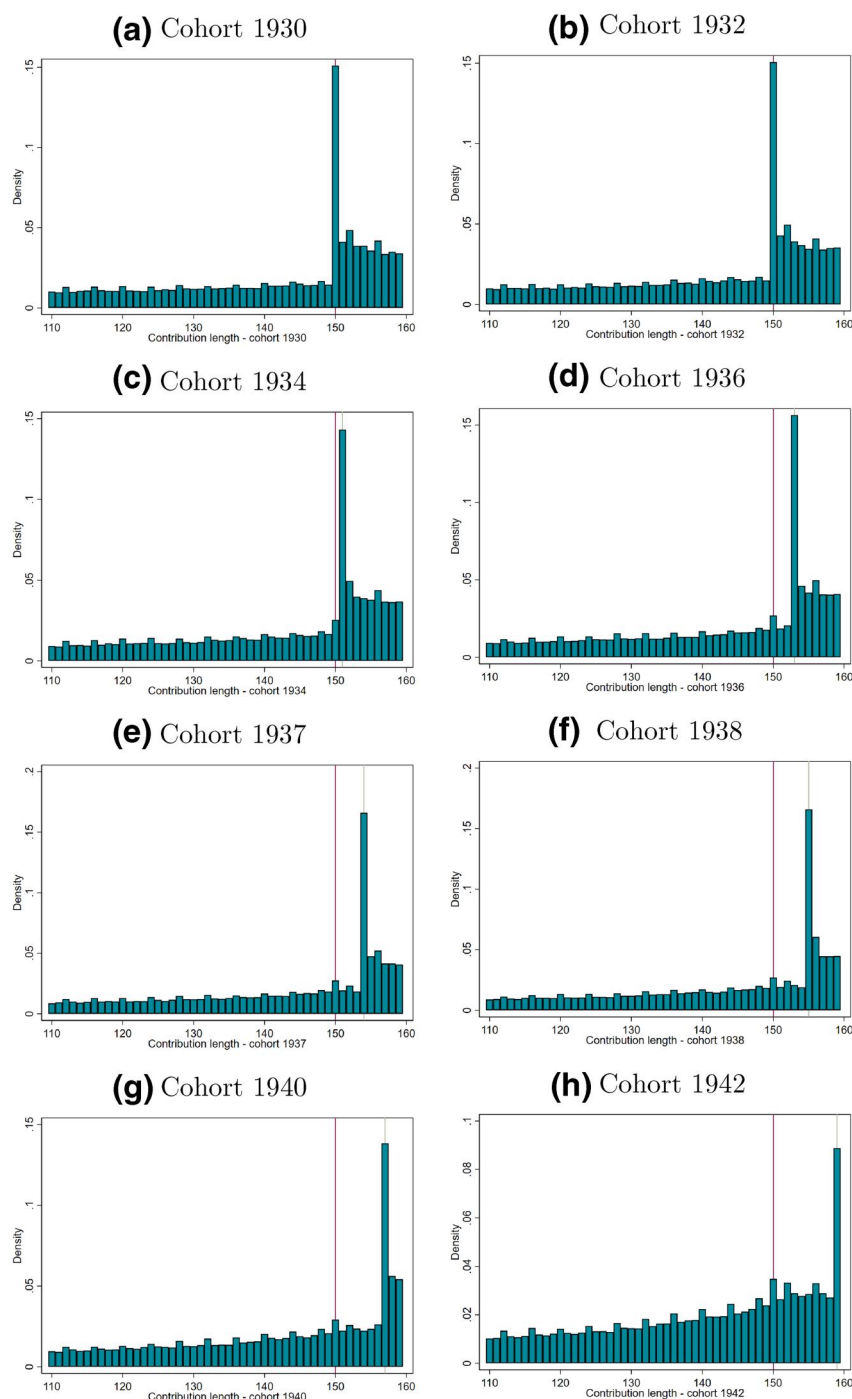 (a) Cohort 1930
(b) Cohort 1932
Density
0 .05 .1 .15
110 120 130 140 150 160
Contribution length - cohort 1930
Density
0 .05 .1 .15
110 120 130 140 150 160
Contribution length - cohort 1932
(c) Cohort 1934
(d) Cohort 1936
Density
0 .05 .1 .15
110 120 130 140 150 160
Contribution length - cohort 1934
Density
0 .05 .1 .15
110 120 130 140 150 160
Contribution length - cohort 1936
(e) Cohort 1937
(f) Cohort 1938
Density
0 .05 .1 .15 .2
110 120 130 140 150 160
Contribution length - cohort 1937
Density
0 .05 .1 .15 .2
110 120 130 140 150 160
Contribution length - cohort 1938
(g) Cohort 1940
(h) Cohort 1942
Density
0 .05 .1 .15
110 120 130 140 150 160
Contribution length - cohort 1940
Density
0 .02 .04 .06 .08 .1
110 120 130 140 150 160
Contribution length - cohort 1942